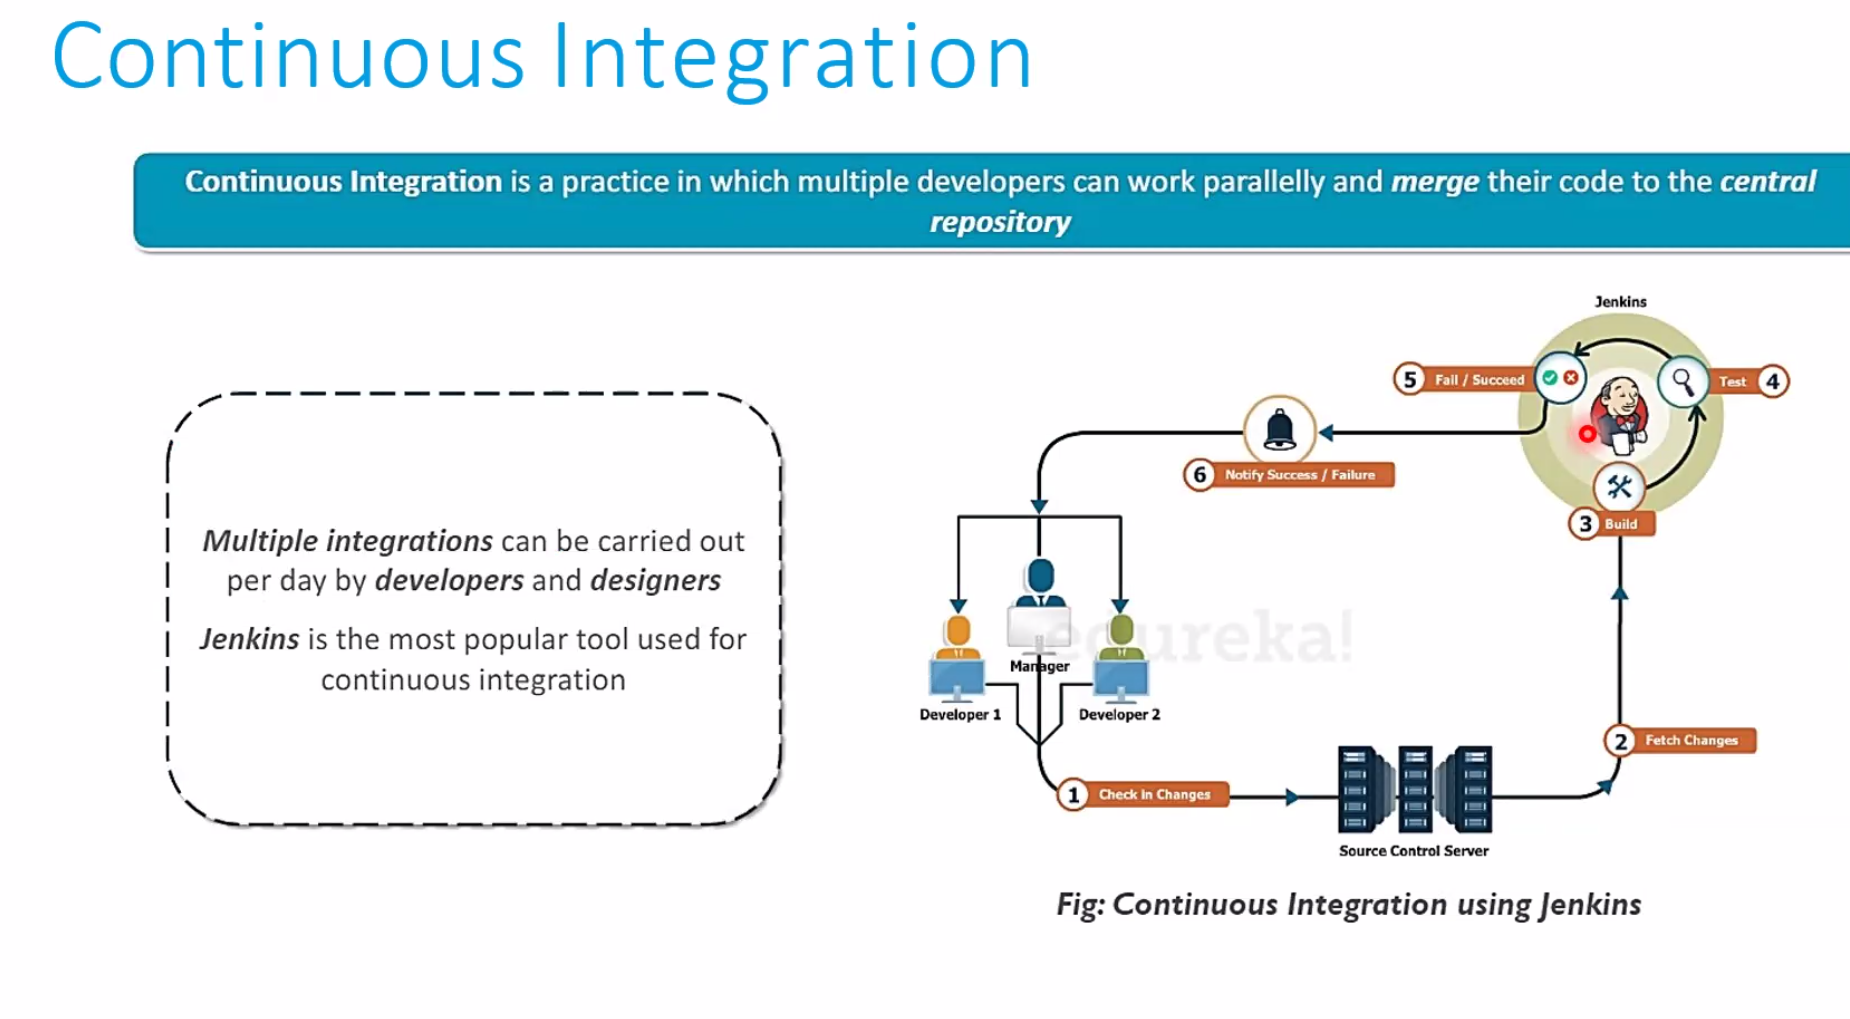 Continuous Integration
Continuous Integration is a practice in which multiple developers can work parallelly and merge their code to the central
repository
Multiple integrations can be carried out
per day by developers and designers
Jenkins is the most popular tool used for
continuous integration
Jenkins
5 Fail / Succeed
Test 4
6 Notify Success / Failure
3 Build
edureka!
Manager
Developer 1
Developer 2
2 Fetch Changes
1 Check In Changes
Source Control Server
Fig: Continuous Integration using Jenkins